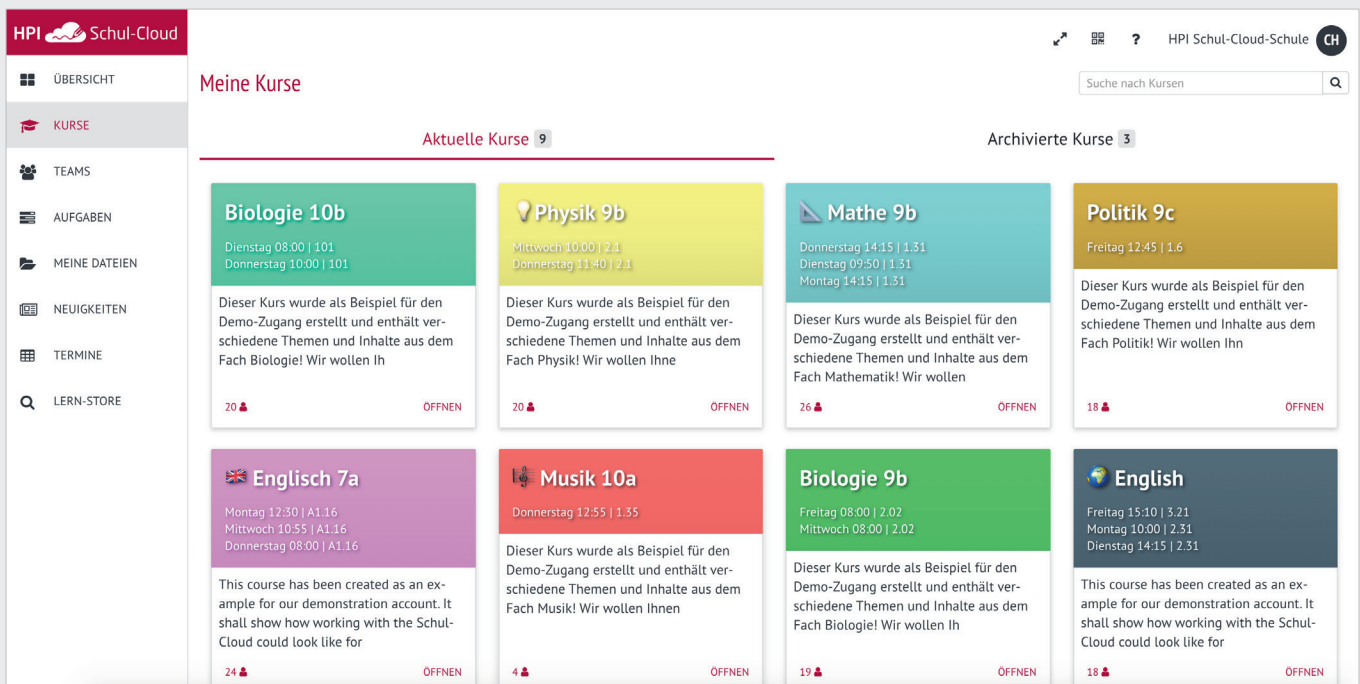 HPI Schul-Cloud
? HPI Schul-Cloud-Schule CH
ÜBERSICHT
KURSE
TEAMS
AUFGABEN
MEINE DATEIEN
NEUIGKEITEN
TERMINE
LERN-STORE
Meine Kurse
Suche nach Kursen
Aktuelle Kurse 9
Archivierte Kurse 3
Biologie 10b
Dienstag 08:00 | 101
Donnerstag 10:00 | 101
Dieser Kurs wurde als Beispiel für den
Demo-Zugang erstellt und enthält ver-
schiedene Themen und Inhalte aus dem
Fach Biologie! Wir wollen Ih
20
ÖFFNEN
Physik 9b
Mittwoch 10:00 | 2.1
Donnerstag 11:40 | 2.1
Dieser Kurs wurde als Beispiel für den
Demo-Zugang erstellt und enthält ver-
schiedene Themen und Inhalte aus dem
Fach Physik! Wir wollen Ihne
20
ÖFFNEN
Mathe 9b
Donnerstag 14:15 | 1.31
Dienstag 09:50 | 1.31
Montag 14:15 | 1.31
Dieser Kurs wurde als Beispiel für den
Demo-Zugang erstellt und enthält ver-
schiedene Themen und Inhalte aus dem
Fach Mathematik! Wir wollen
26
ÖFFNEN
Politik 9c
Freitag 12:45 | 1.6
Dieser Kurs wurde als Beispiel für den
Demo-Zugang erstellt und enthält ver-
schiedene Themen und Inhalte aus dem
Fach Politik! Wir wollen Ihn
18
ÖFFNEN
Englisch 7a
Montag 12:30 | A1.16
Mittwoch 10:55 | A1.16
Donnerstag 08:00 | A1.16
This course has been created as an ex-
ample for our demonstration account. It
shall show how working with the Schul-
Cloud could look like for
24
ÖFFNEN
Musik 10a
Donnerstag 12:55 | 1.35
Dieser Kurs wurde als Beispiel für den
Demo-Zugang erstellt und enthält ver-
schiedene Themen und Inhalte aus dem
Fach Musik! Wir wollen Ihnen
4
ÖFFNEN
Biologie 9b
Freitag 08:00 | 2.02
Mittwoch 08:00 | 2.02
Dieser Kurs wurde als Beispiel für den
Demo-Zugang erstellt und enthält ver-
schiedene Themen und Inhalte aus dem
Fach Biologie! Wir wollen Ih
19
ÖFFNEN
English
Freitag 15:10 | 3.21
Montag 10:00 | 2.31
Dienstag 14:15 | 2.31
This course has been created as an ex-
ample for our demonstration account. It
shall show how working with the Schul-
Cloud could look like for
18
ÖFFNEN